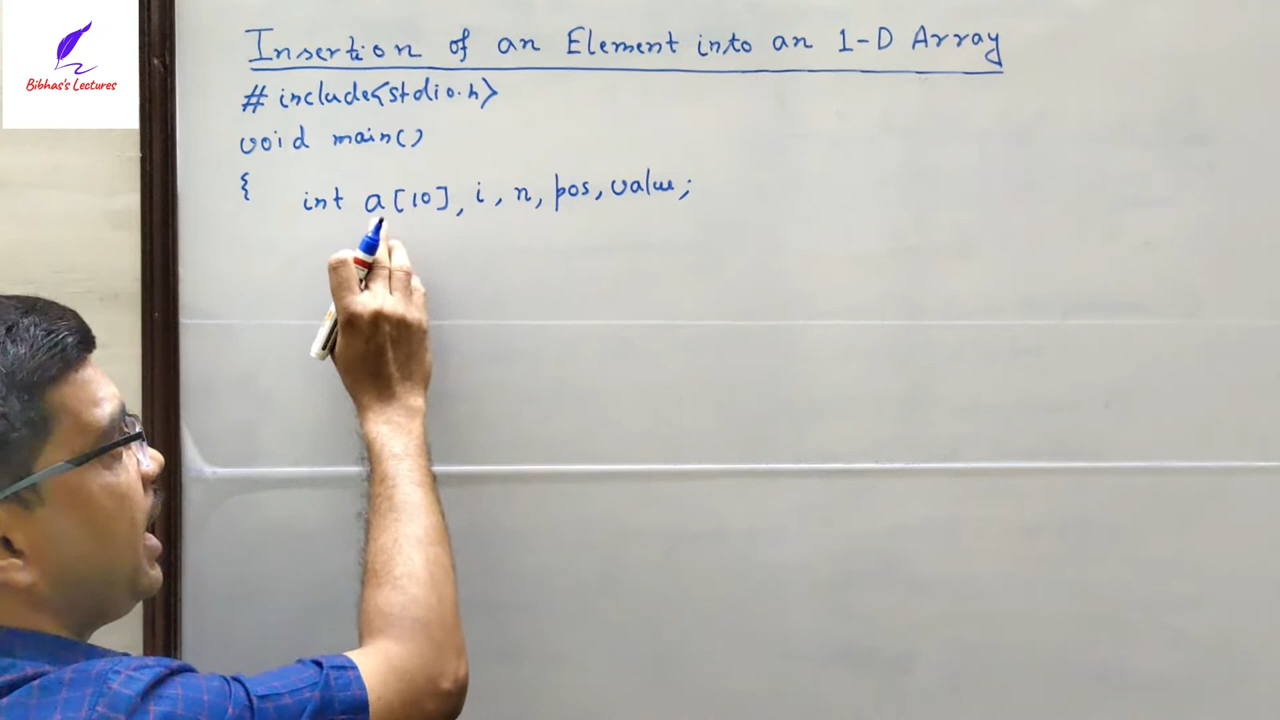 Bibhas's Lectures
Insertion of an Element into an 1-D Array
# include<stdio.h>
void main()
{
int a[10], i, n, pos, value;